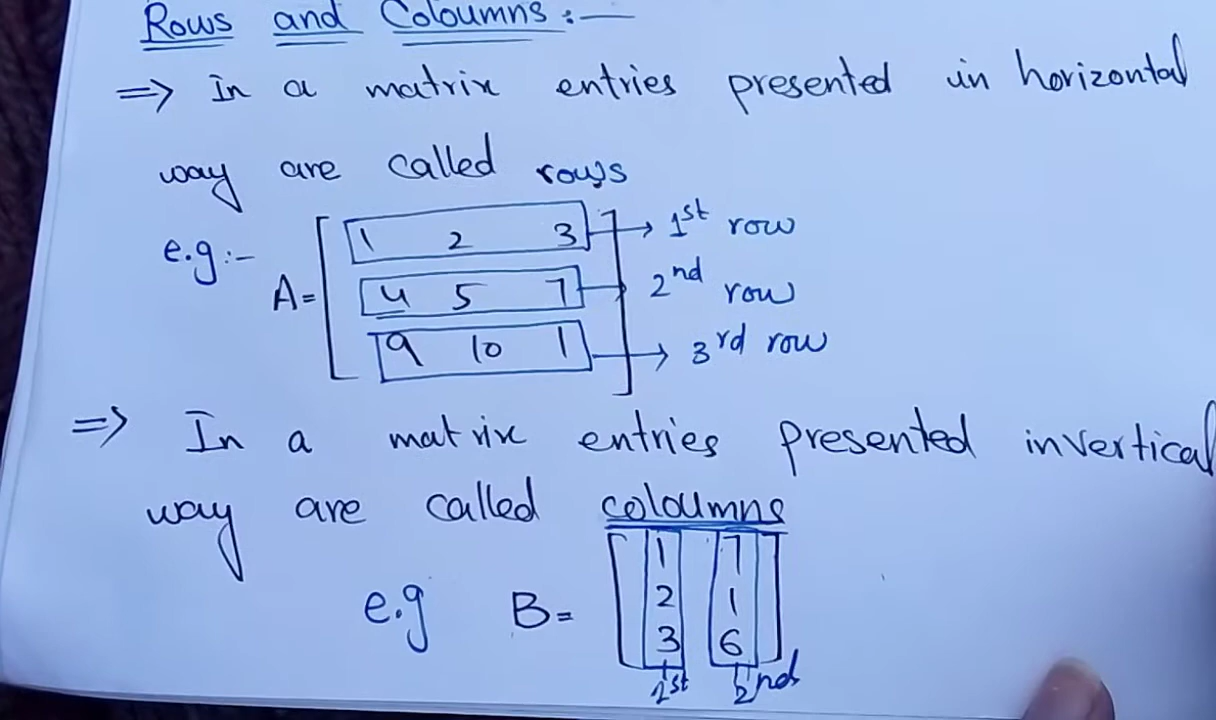 Rows and Coloumns :—
⇒ In a matrix entries presented in horizontal
way are called rows
e.g:-
A= [ 1 2 3 ] → 1st row
[ 4 5 7 ] → 2nd row
[ 9 10 1 ] → 3rd row
⇒ In a matrix entries presented in vertical
way are called coloumns
e.g B= [ 1 7 ]
[ 2 1 ]
[ 3 6 ]
1st 2nd